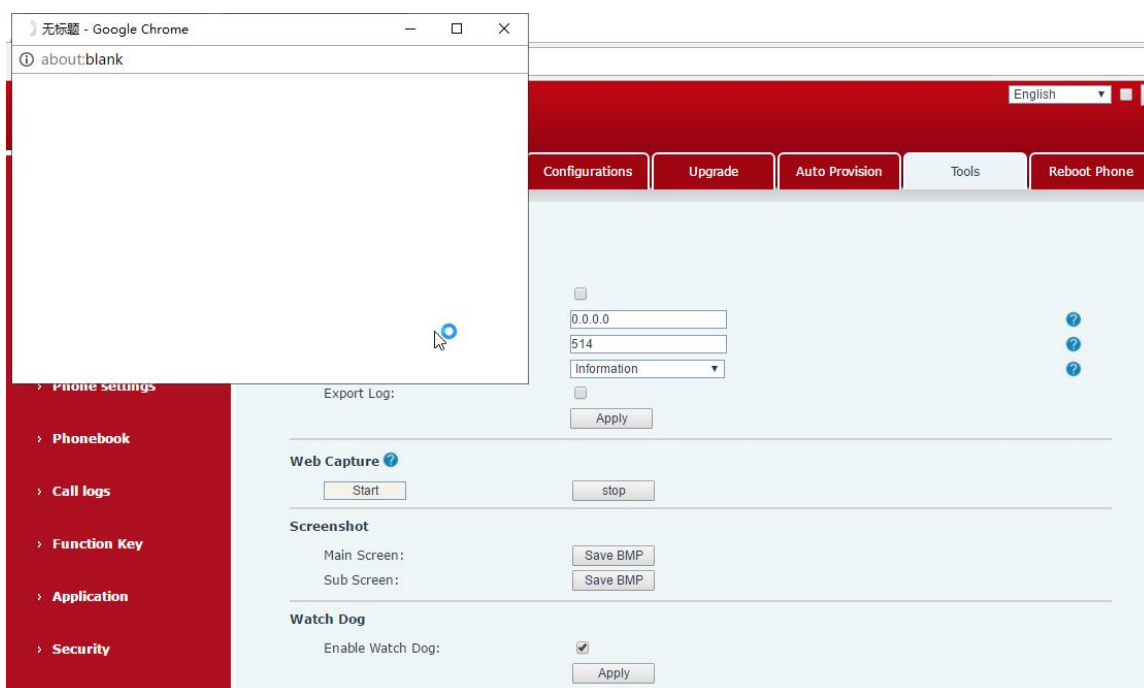 无标题 - Google Chrome
about:blank
English
Configurations Upgrade Auto Provision Tools Reboot Phone
0.0.0.0
514
Information
Phone settings
Export Log:
Apply
Phonebook
Web Capture
Call logs
Start stop
Screenshot
Function Key
Main Screen: Save BMP
Sub Screen: Save BMP
Application
Watch Dog
Security
Enable Watch Dog:
Apply